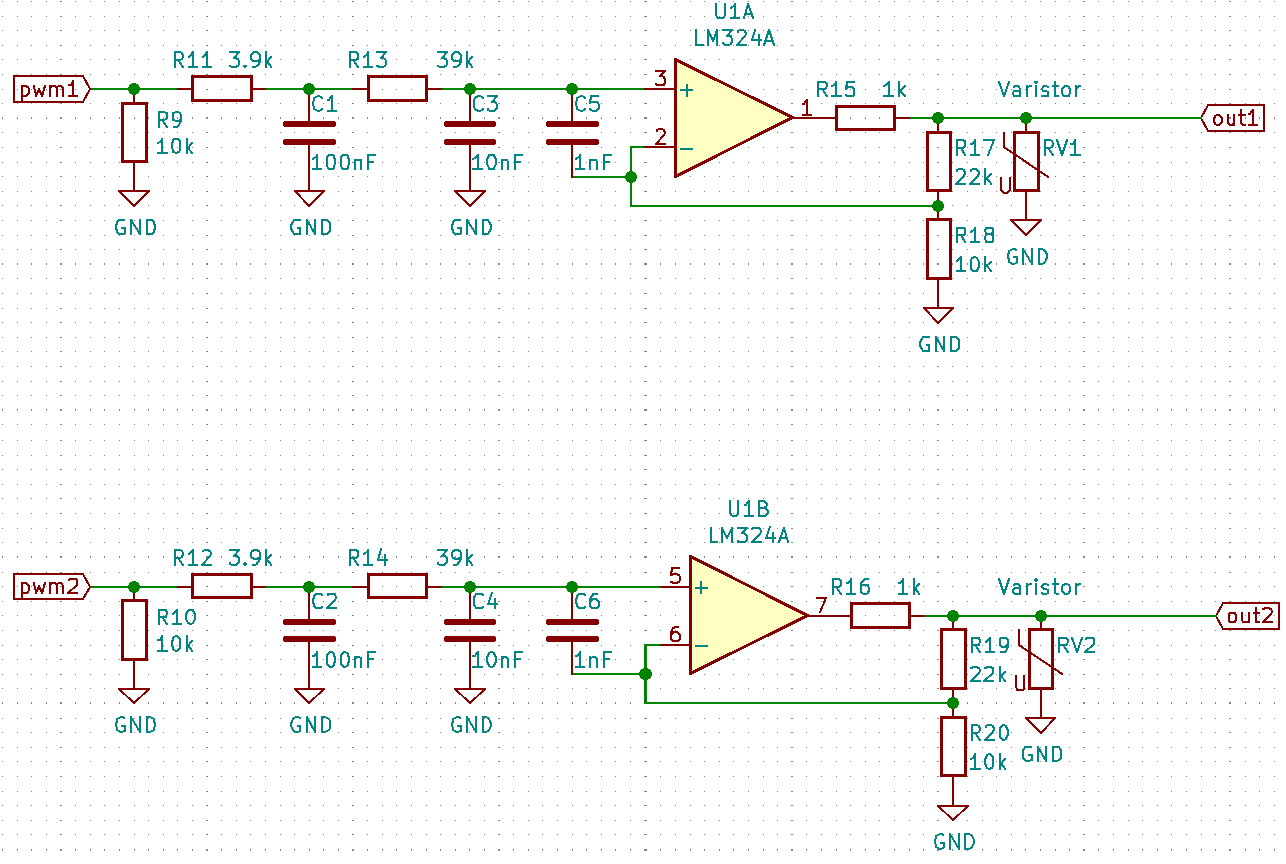 U1A
LM324A
R11 3.9k
R13 39k
pwm1
R9
10k
C1
100nF
C3
10nF
C5
1nF
3
+
2
−
1
R15 1k
Varistor
out1
R17
22k
U
RV1
R18
10k
GND
GND
GND
GND
GND
U1B
LM324A
R12 3.9k
R14 39k
pwm2
R10
10k
C2
100nF
C4
10nF
C6
1nF
5
+
6
−
7
R16 1k
Varistor
out2
R19
22k
U
RV2
R20
10k
GND
GND
GND
GND
GND